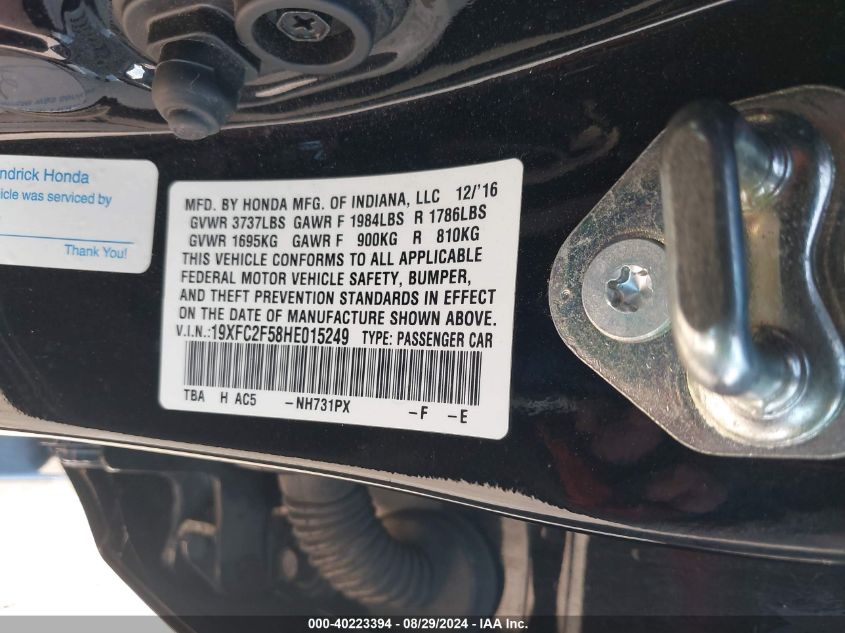 ndrick Honda
icle was serviced by
Thank You!
MFD. BY HONDA MFG. OF INDIANA, LLC 12/'16
GVWR 3737LBS GAWR F 1984LBS R 1786LBS
GVWR 1695KG GAWR F 900KG R 810KG
THIS VEHICLE CONFORMS TO ALL APPLICABLE
FEDERAL MOTOR VEHICLE SAFETY, BUMPER,
AND THEFT PREVENTION STANDARDS IN EFFECT
ON THE DATE OF MANUFACTURE SHOWN ABOVE.
V.I.N.:19XFC2F58HE015249 TYPE: PASSENGER CAR
TBA H AC5 -NH731PX -F -E
000-40223394 - 08/29/2024 - IAA Inc.